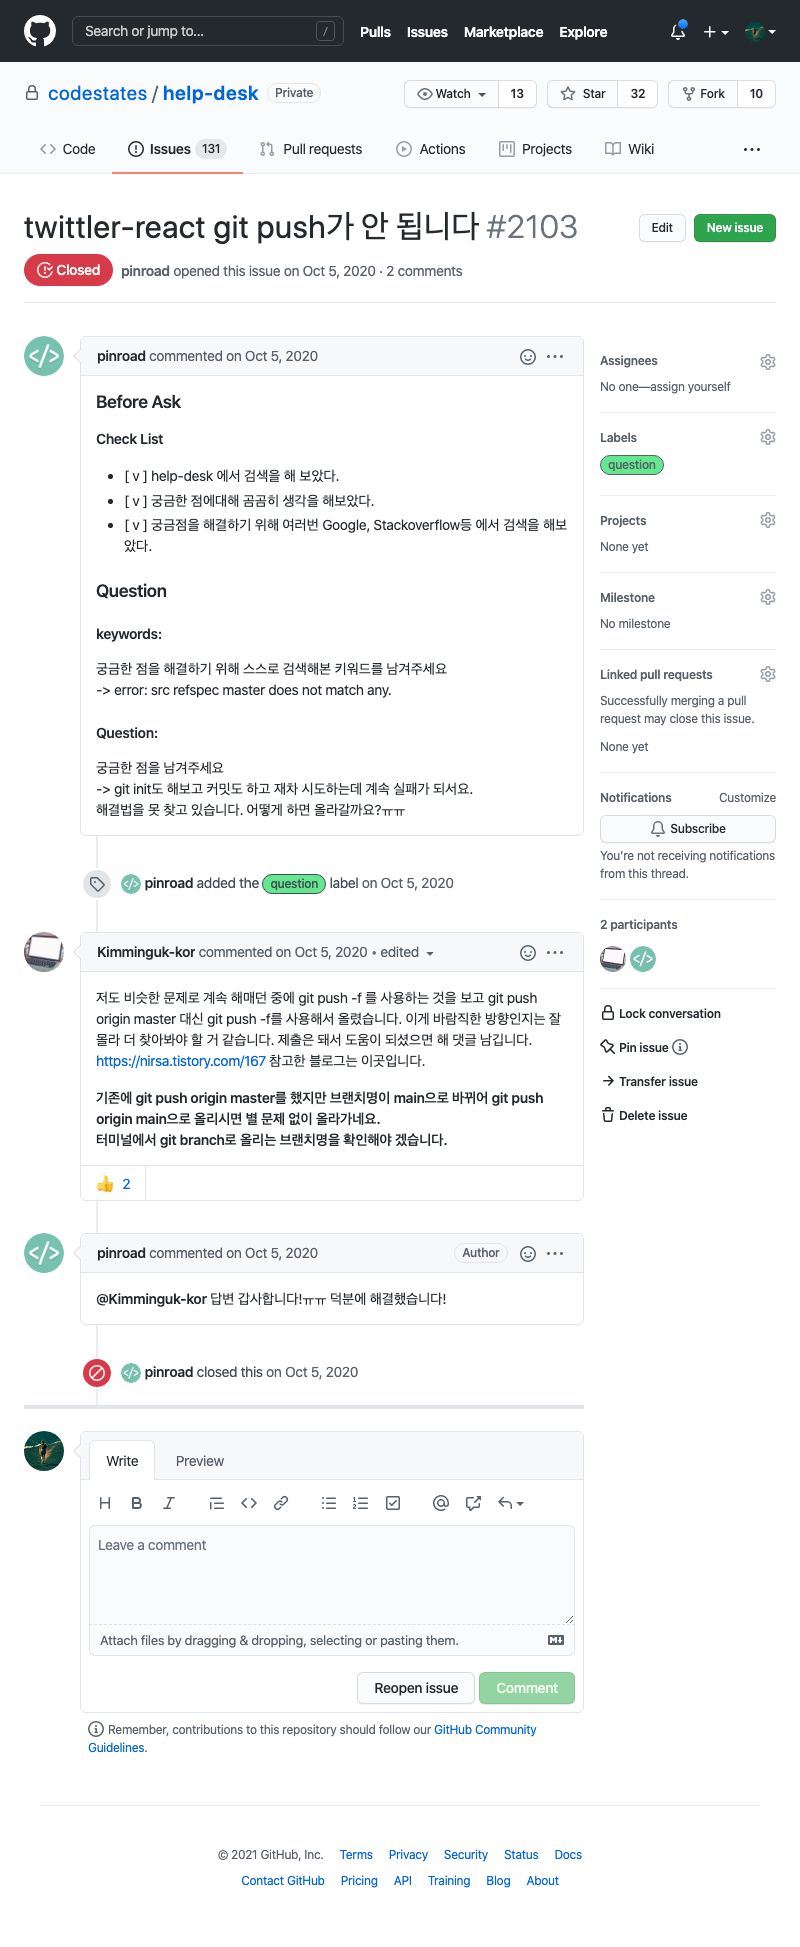 Search or jump to... /
Pulls Issues Marketplace Explore
codestates / help-desk Private
Watch 13 Star 32 Fork 10
Code Issues 131 Pull requests Actions Projects Wiki ...
twittler-react git push가 안 됩니다 #2103
Edit New issue
Closed pinroad opened this issue on Oct 5, 2020 · 2 comments
pinroad commented on Oct 5, 2020
Before Ask
Check List
• [ v ] help-desk 에서 검색을 해 보았다.
• [ v ] 궁금한 점에대해 곰곰히 생각을 해보았다.
• [ v ] 궁금점을 해결하기 위해 여러번 Google, Stackoverflow등 에서 검색을 해보
았다.
Question
keywords:
궁금한 점을 해결하기 위해 스스로 검색해본 키워드를 남겨주세요
-> error: src refspec master does not match any.
Question:
궁금한 점을 남겨주세요
-> git init도 해보고 커밋도 하고 재차 시도하는데 계속 실패가 되서요.
해결법을 못 찾고 있습니다. 어떻게 하면 올라갈까요?ㅠㅠ
pinroad added the question label on Oct 5, 2020
Kimminguk-kor commented on Oct 5, 2020 • edited
저도 비슷한 문제로 계속 해매던 중에 git push -f 를 사용하는 것을 보고 git push
origin master 대신 git push -f를 사용해서 올렸습니다. 이게 바람직한 방향인지는 잘
몰라 더 찾아봐야 할 거 같습니다. 제출은 돼서 도움이 되셨으면 해 댓글 남깁니다.
https://nirsa.tistory.com/167 참고한 블로그는 이곳입니다.
기존에 git push origin master를 했지만 브랜치명이 main으로 바뀌어 git push
origin main으로 올리시면 별 문제 없이 올라가네요.
터미널에서 git branch로 올리는 브랜치명을 확인해야 겠습니다.
👍 2
pinroad commented on Oct 5, 2020 Author
@Kimminguk-kor 답변 감사합니다!ㅠㅠ 덕분에 해결했습니다!
pinroad closed this on Oct 5, 2020
Write Preview
H B I
Leave a comment
Attach files by dragging & dropping, selecting or pasting them.
Reopen issue Comment
Remember, contributions to this repository should follow our GitHub Community
Guidelines.
Assignees
No one—assign yourself
Labels
question
Projects
None yet
Milestone
No milestone
Linked pull requests
Successfully merging a pull
request may close this issue.
None yet
Notifications Customize
Subscribe
You're not receiving notifications
from this thread.
2 participants
Lock conversation
Pin issue
Transfer issue
Delete issue
© 2021 GitHub, Inc. Terms Privacy Security Status Docs
Contact GitHub Pricing API Training Blog About